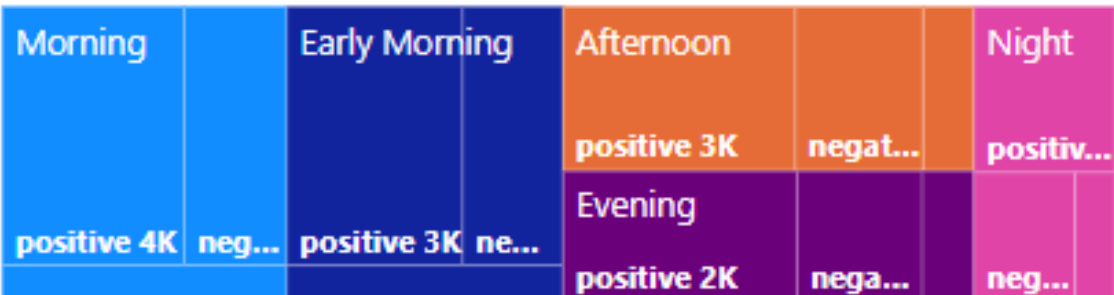 Morning
positive 4K
neg...
Early Morning
positive 3K
ne...
Afternoon
positive 3K
negat...
Evening
positive 2K
nega...
Night
positiv...
neg...